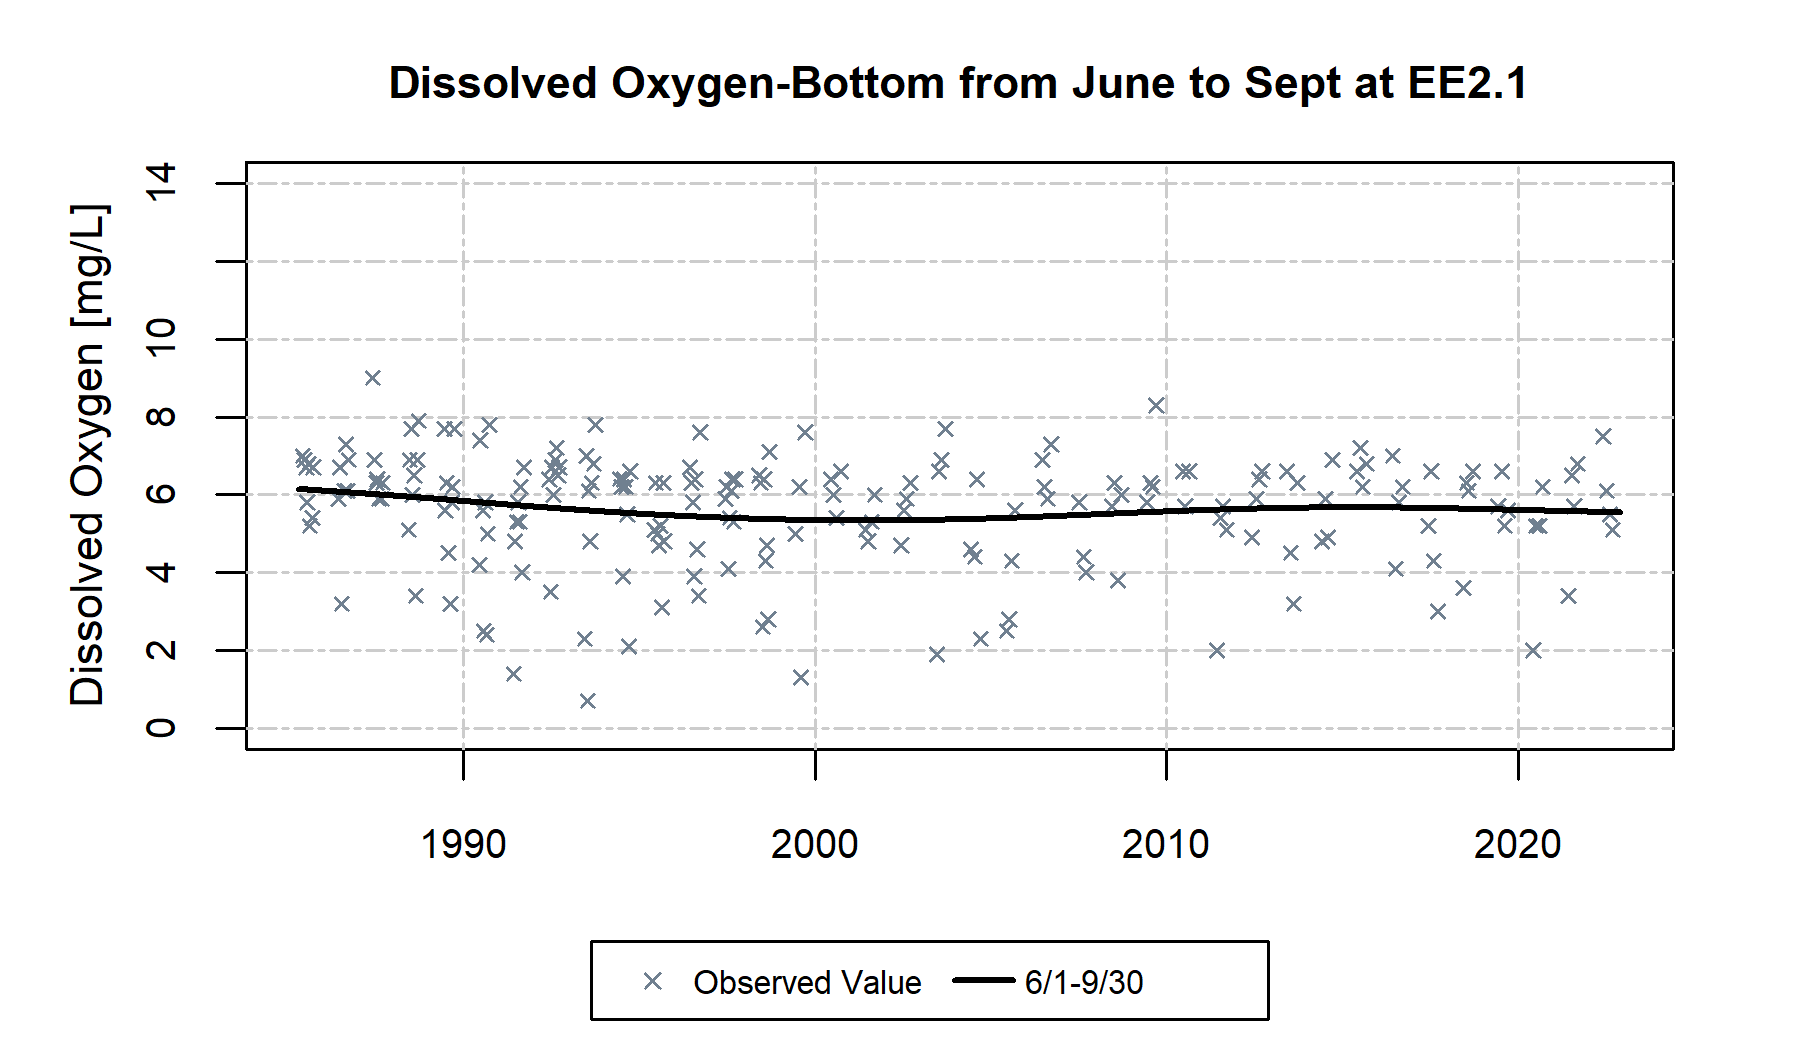 Dissolved Oxygen-Bottom from June to Sept at EE2.1
Dissolved Oxygen [mg/L]
14
10
8
6
4
2
0
1990 2000 2010 2020
Observed Value 6/1-9/30